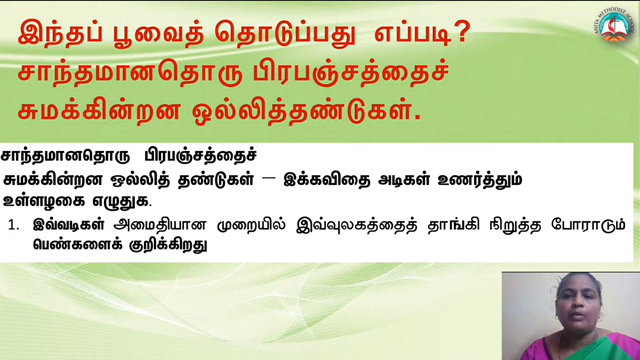 இந்தப் பூவைத் தொடுப்பது எப்படி?
சாந்தமானதொரு பிரபஞ்சத்தைச்
சுமக்கின்றன ஒல்லித்தண்டுகள்.
சாந்தமானதொரு பிரபஞ்சத்தைச்
சுமக்கின்றன ஒல்லித் தண்டுகள் – இக்கவிதை அடிகள் உணர்த்தும்
உள்ளழகை எழுதுக.
1. இவ்வடிகள் அமைதியான முறையில் இவ்வுலகத்தைத் தாங்கி நிறுத்த போராடும்
பெண்களைக் குறிக்கிறது